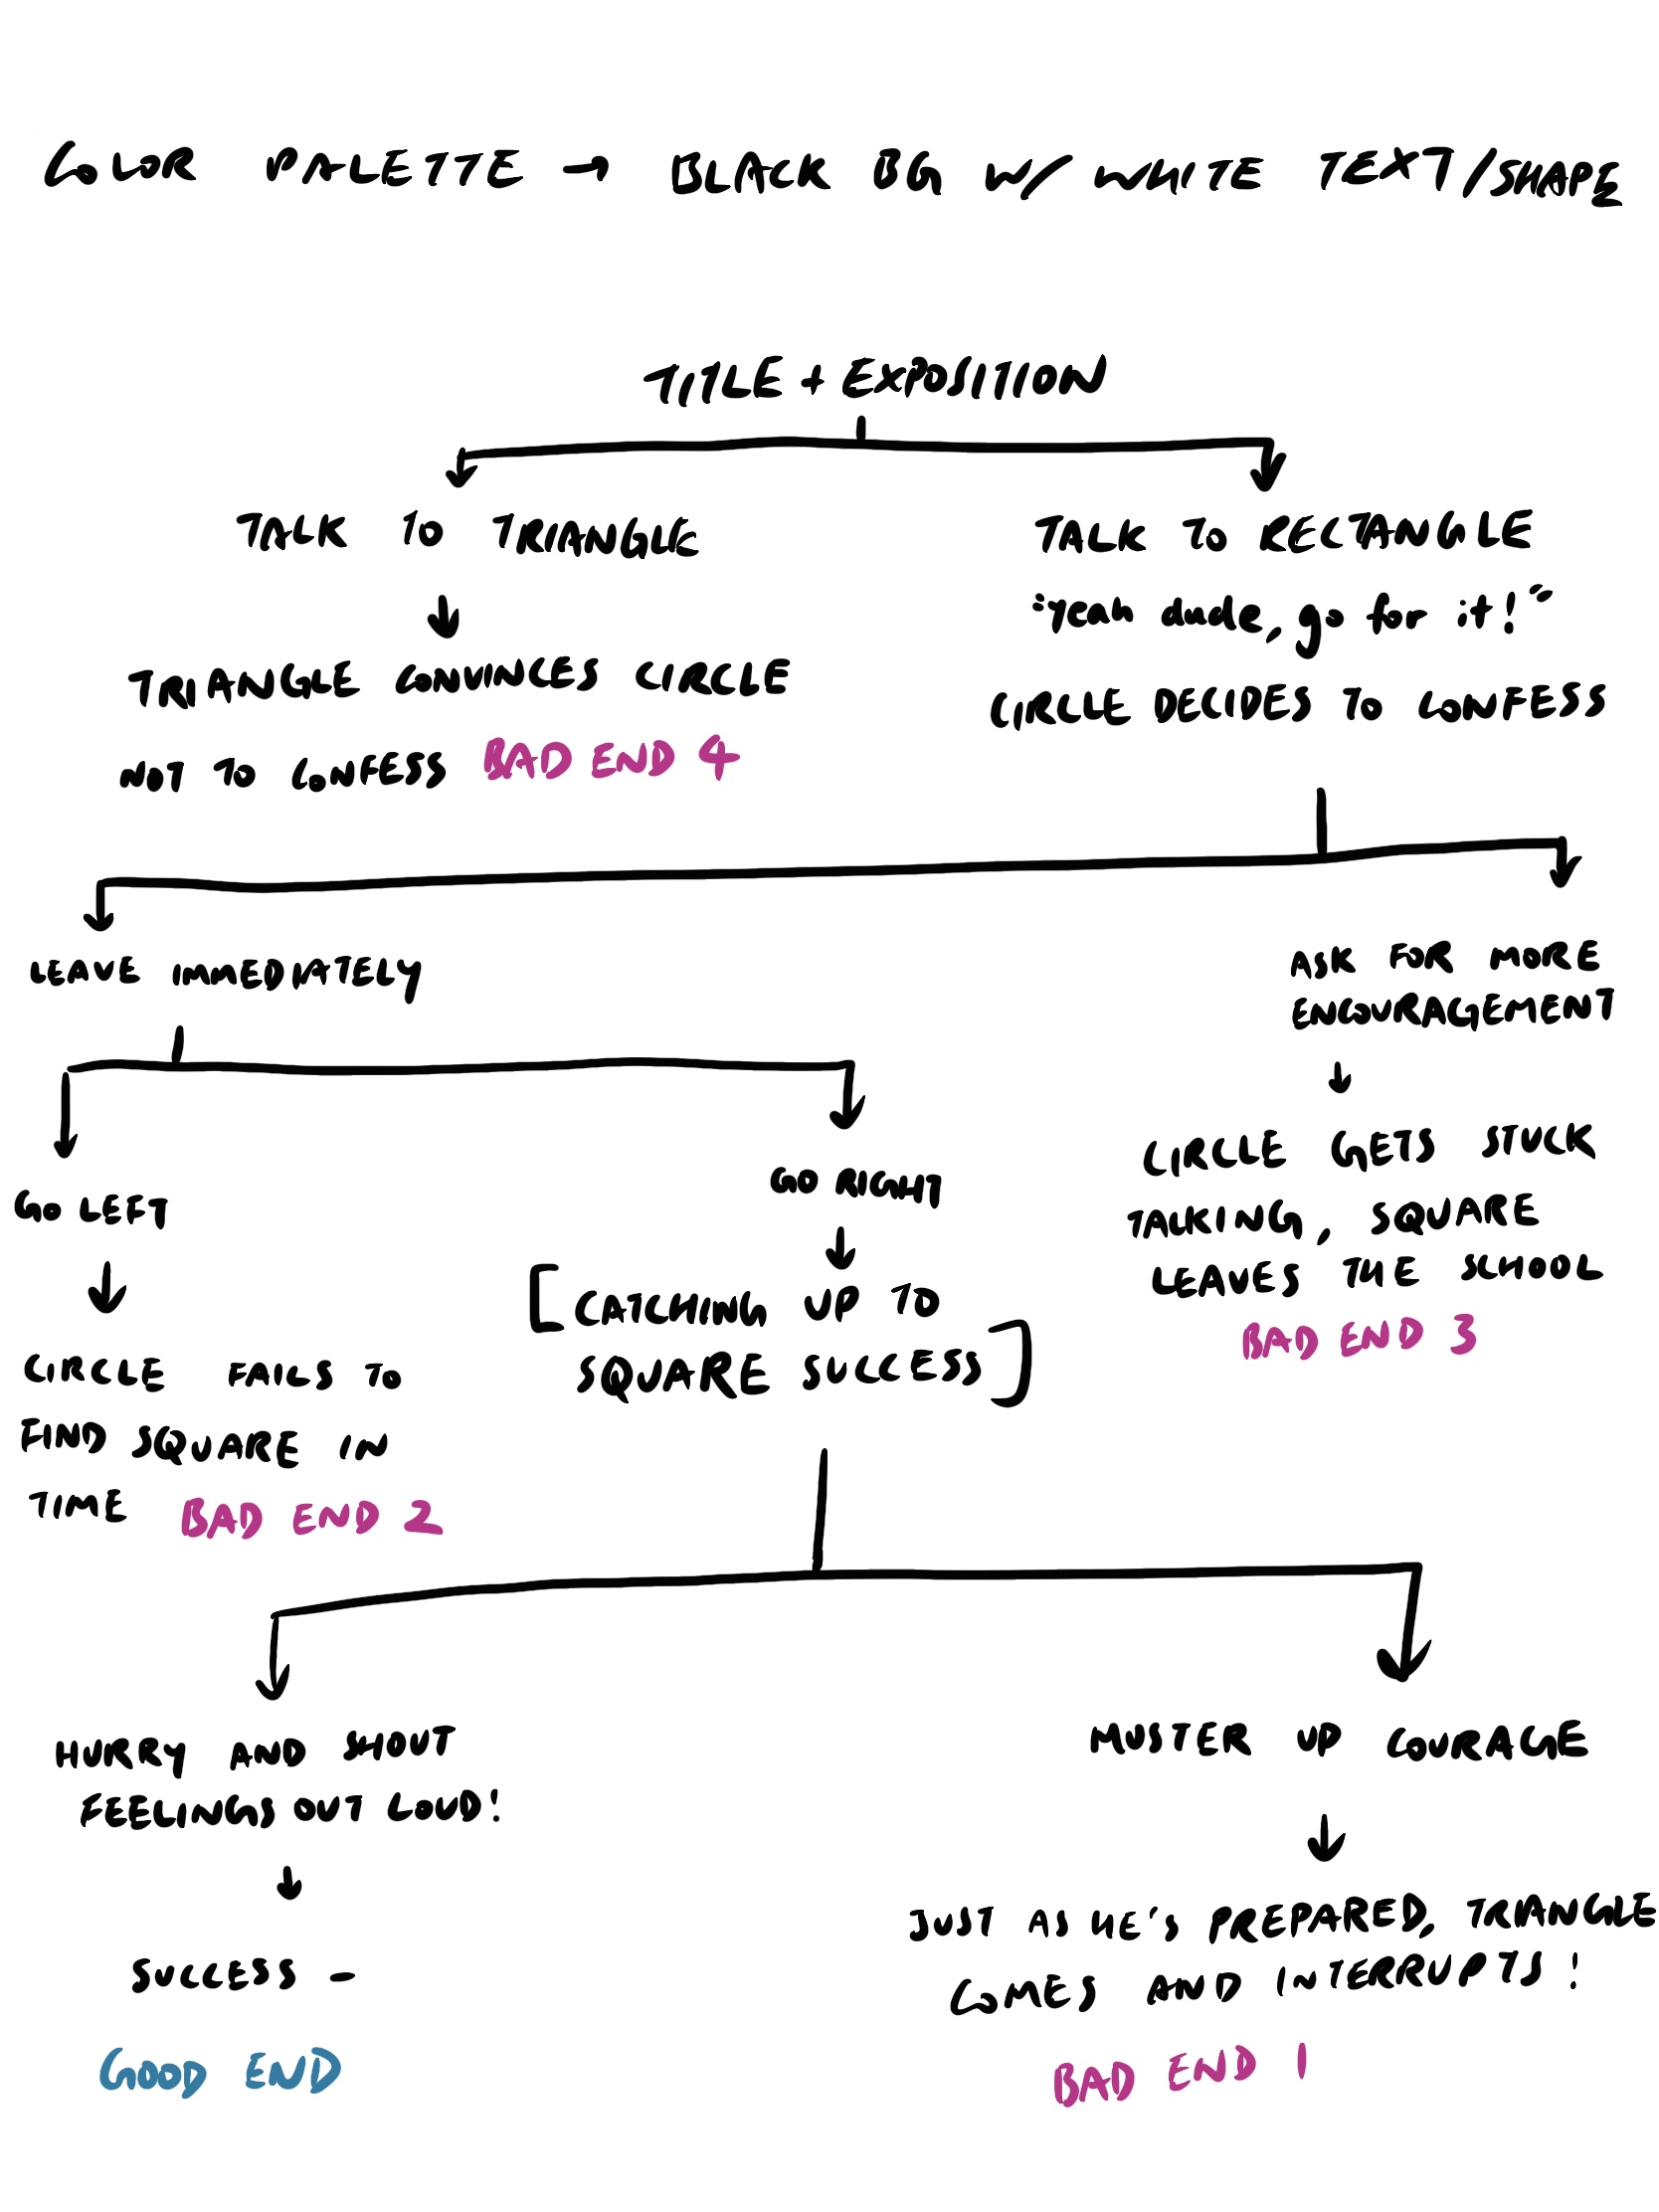 COLOR PALETTE → BLACK BG W/ WHITE TEXT/SHAPE
TITLE + EXPOSITION
TALK TO TRIANGLE
TRIANGLE CONVINCES CIRCLE
NOT TO CONFESS BAD END 4
TALK TO RECTANGLE
"yeah dude, go for it!"
CIRCLE DECIDES TO CONFESS
LEAVE IMMEDIATELY
ASK FOR MORE
ENCOURAGEMENT
CIRCLE GETS STUCK
TALKING, SQUARE
LEAVES THE SCHOOL
BAD END 3
GO LEFT
CIRCLE FAILS TO
FIND SQUARE IN
TIME BAD END 2
GO RIGHT
[CATCHING UP TO
SQUARE SUCCESS]
HURRY AND SHOUT
FEELINGS OUT LOUD!
SUCCESS -
GOOD END
MUSTER UP COURAGE
JUST AS HE'S PREPARED, TRIANGLE
COMES AND INTERRUPTS!
BAD END 1